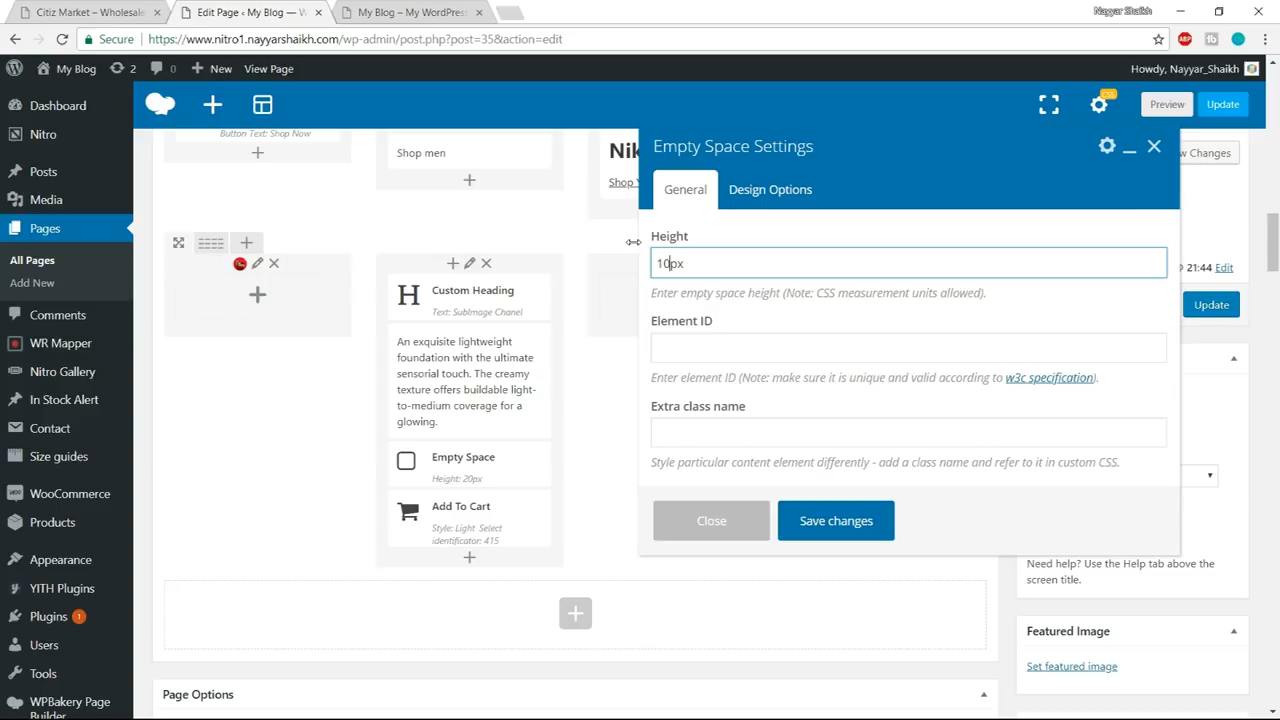 Citiz Market – Wholesale
Edit Page ‹ My Blog — W
My Blog – My WordPress
Nayyar Shaikh
Secure
https://www.nitro1.nayyarshaikh.com/wp-admin/post.php?post=35&action=edit
ABP
My Blog
2
0
New
View Page
Howdy, Nayyar_Shaikh
Dashboard
Nitro
Posts
Media
Pages
All Pages
Add New
Comments
WR Mapper
Nitro Gallery
In Stock Alert
Contact
Size guides
WooCommerce
Products
Appearance
YITH Plugins
Plugins 1
Users
Tools
WPBakery Page
Builder
CSS
Preview
Update
Button Text: Shop Now
Shop men
Nik
Shop Y
w Changes
Custom Heading
Text: SubImage Chanel
An exquisite lightweight
foundation with the ultimate
sensorial touch. The creamy
texture offers buildable light-
to-medium coverage for a
glowing.
Empty Space
Height: 20px
Add To Cart
Style: Light Select
identificator: 415
Empty Space Settings
General
Design Options
Height
10px
Enter empty space height (Note: CSS measurement units allowed).
Element ID
Enter element ID (Note: make sure it is unique and valid according to w3c specification).
Extra class name
Style particular content element differently - add a class name and refer to it in custom CSS.
Close
Save changes
21:44 Edit
Update
Need help? Use the Help tab above the
screen title.
Featured Image
Set featured image
Page Options